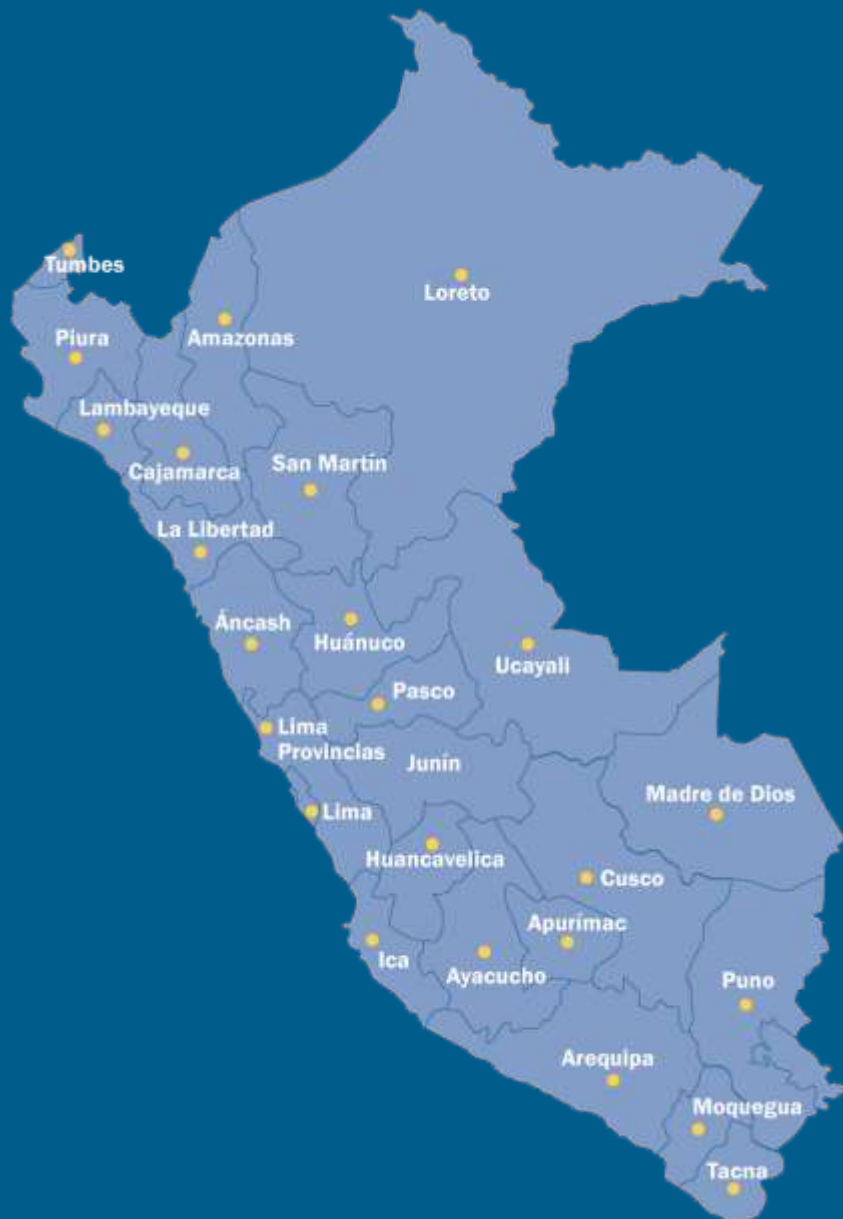 Tumbes
Loreto
Piura
Amazonas
Lambayeque
Cajamarca
San Martín
La Libertad
Áncash
Huánuco
Ucayali
Pasco
Lima
Provincias
Junín
Madre de Dios
Lima
Huancavelica
Cusco
Apurímac
Ica
Ayacucho
Puno
Arequipa
Moquegua
Tacna